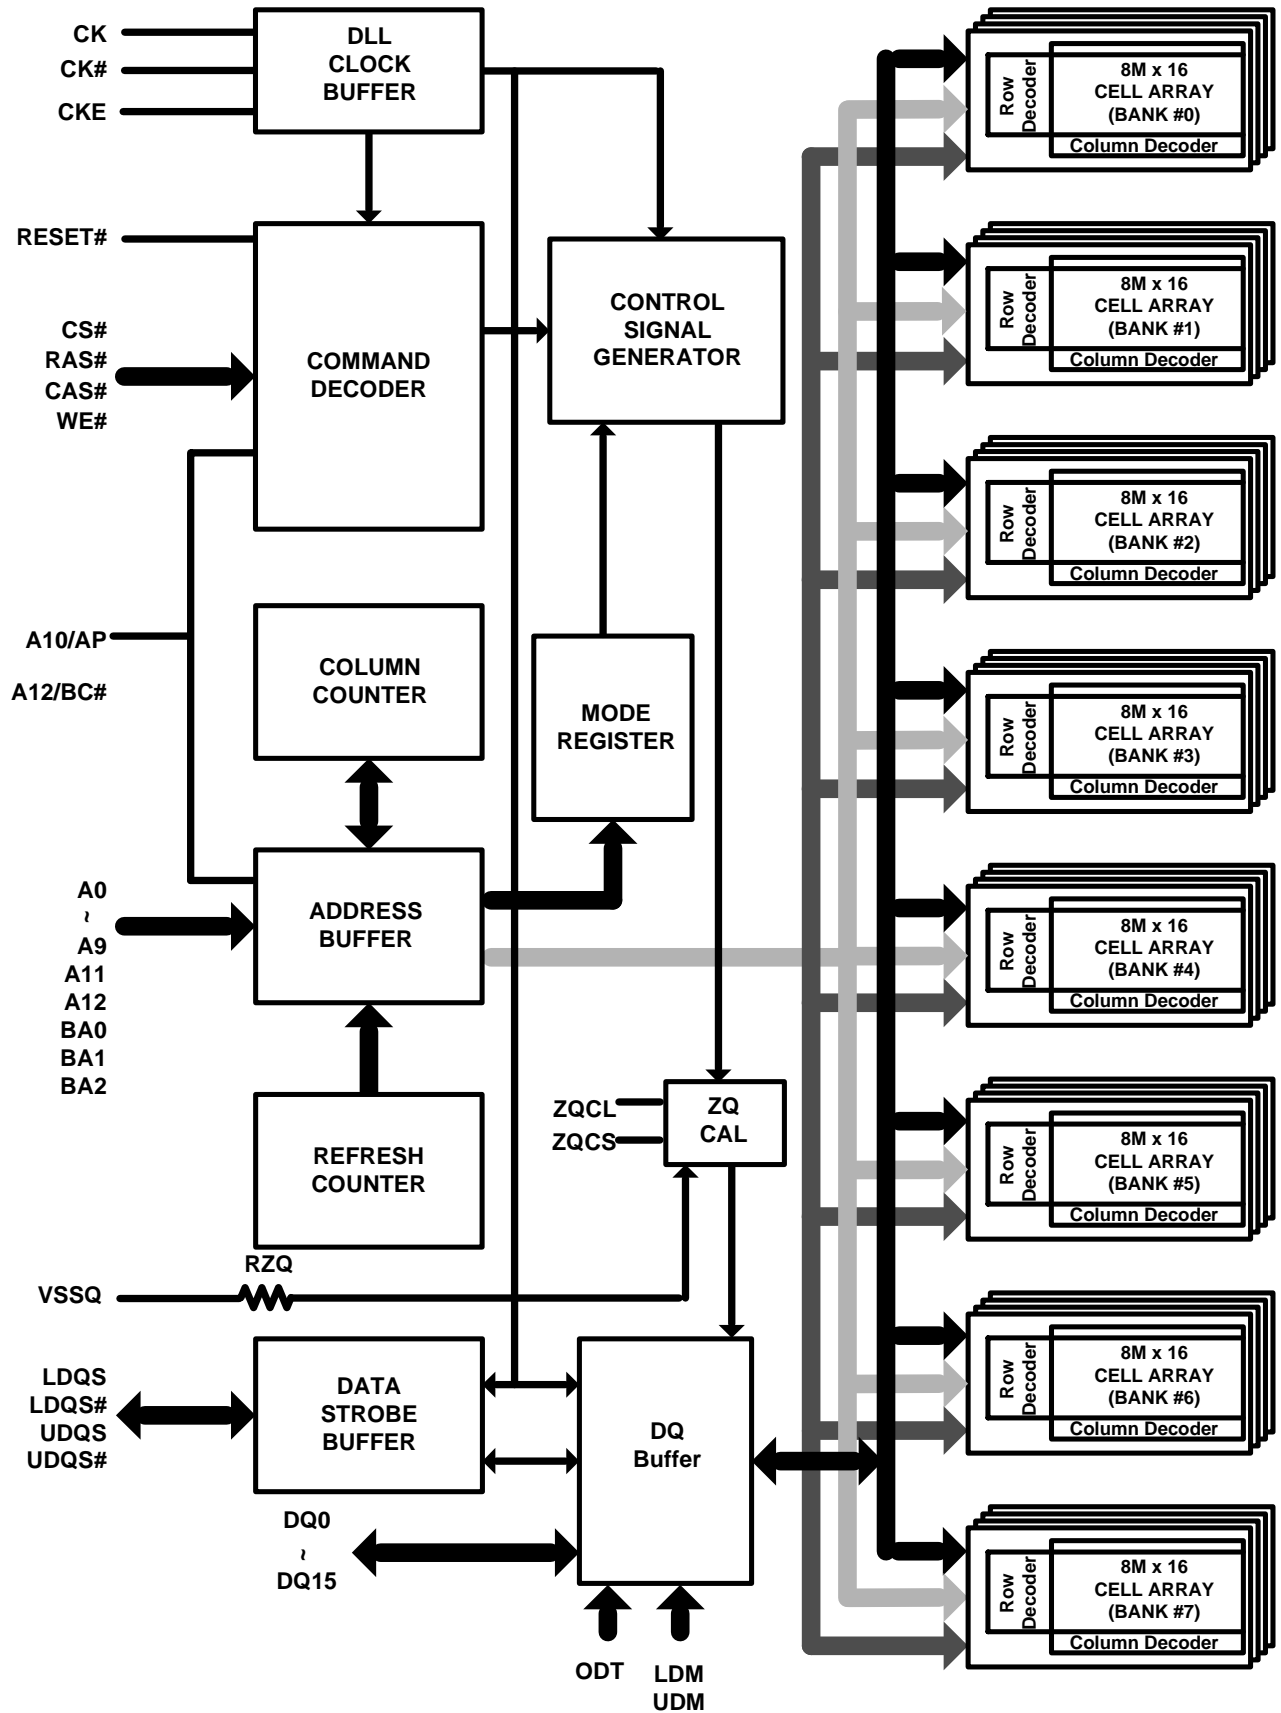 CK
CK#
CKE
DLL
CLOCK
BUFFER
RESET#
CS#
RAS#
CAS#
WE#
COMMAND
DECODER
CONTROL
SIGNAL
GENERATOR
A10/AP
A12/BC#
COLUMN
COUNTER
MODE
REGISTER
A0
~
A9
A11
A12
BA0
BA1
BA2
ADDRESS
BUFFER
REFRESH
COUNTER
ZQCL
ZQCS
ZQ
CAL
RZQ
VSSQ
LDQS
LDQS#
UDQS
UDQS#
DATA
STROBE
BUFFER
DQ
Buffer
DQ0
~
DQ15
ODT
LDM
UDM
Row
Decoder
8M x 16
CELL ARRAY
(BANK #0)
Column Decoder
Row
Decoder
8M x 16
CELL ARRAY
(BANK #1)
Column Decoder
Row
Decoder
8M x 16
CELL ARRAY
(BANK #2)
Column Decoder
Row
Decoder
8M x 16
CELL ARRAY
(BANK #3)
Column Decoder
Row
Decoder
8M x 16
CELL ARRAY
(BANK #4)
Column Decoder
Row
Decoder
8M x 16
CELL ARRAY
(BANK #5)
Column Decoder
Row
Decoder
8M x 16
CELL ARRAY
(BANK #6)
Column Decoder
Row
Decoder
8M x 16
CELL ARRAY
(BANK #7)
Column Decoder